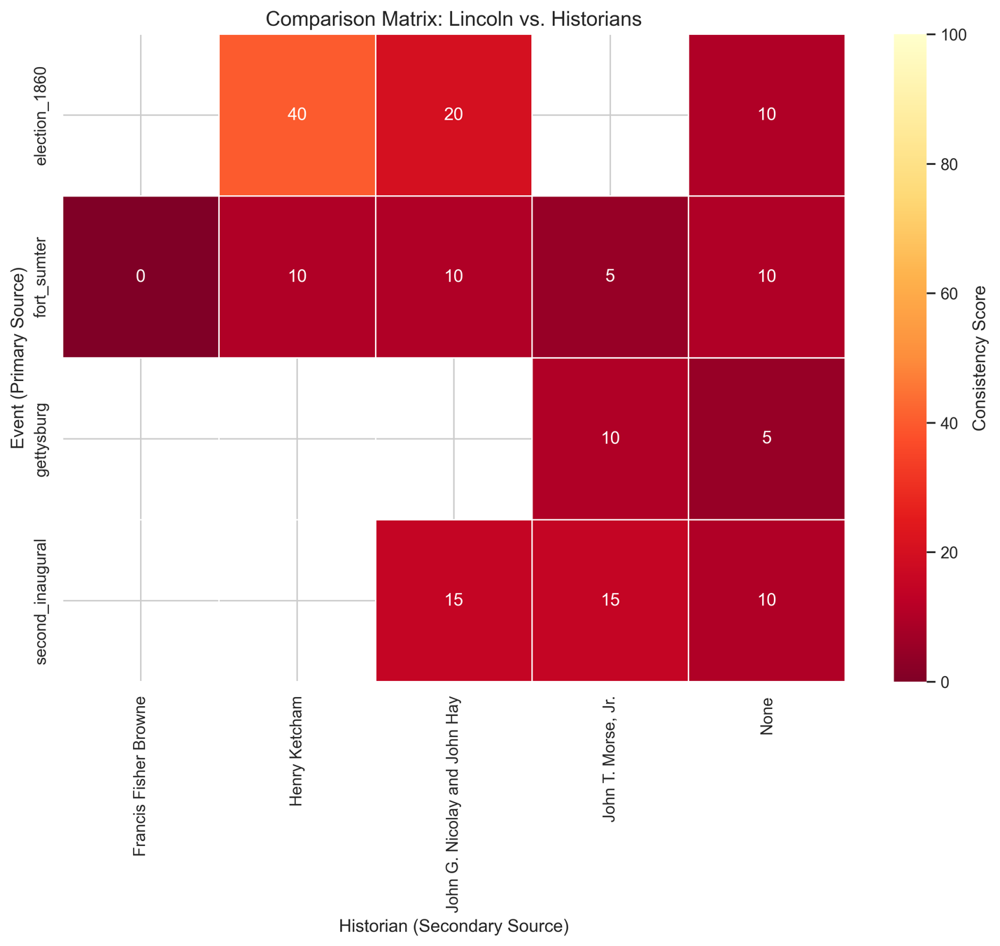 Comparison Matrix: Lincoln vs. Historians
Event (Primary Source)
election_1860
40
20
10
fort_sumter
0
10
10
5
10
gettysburg
10
5
second_inaugural
15
15
10
Francis Fisher Browne
Henry Ketcham
John G. Nicolay and John Hay
John T. Morse, Jr.
None
Historian (Secondary Source)
100
80
60
40
20
0
Consistency Score